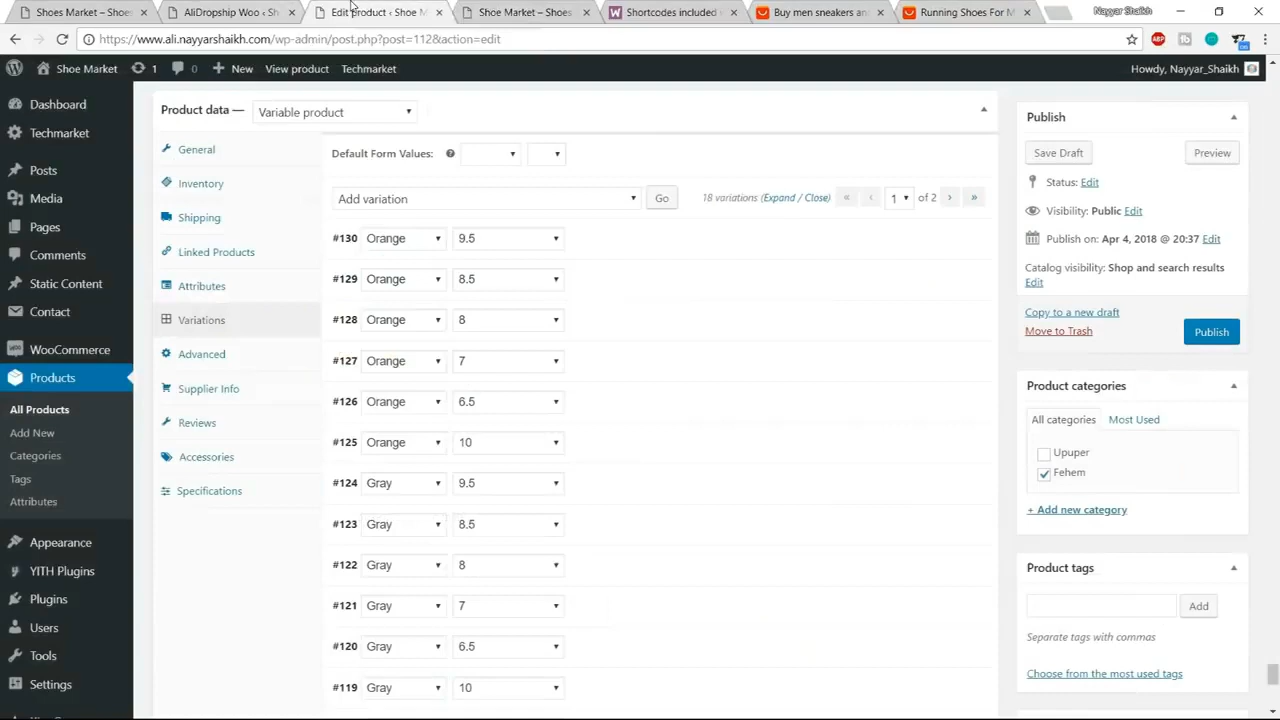 Shoes Market – Shoes
AliDropship Woo ‹ Sh
Edit product ‹ Shoe M
Shoe Market – Shoes
Shortcodes included
Buy men sneakers an
Running Shoes For M
Nayyar Shaikh
https://www.ali.nayyarshaikh.com/wp-admin/post.php?post=112&action=edit
Shoe Market
1
0
New
View product
Techmarket
Howdy, Nayyar_Shaikh
Dashboard
Techmarket
Posts
Media
Pages
Comments
Static Content
Contact
WooCommerce
Products
All Products
Add New
Categories
Tags
Attributes
Appearance
YITH Plugins
Plugins
Users
Tools
Settings
Product data —
Variable product
General
Inventory
Shipping
Linked Products
Attributes
Variations
Advanced
Supplier Info
Reviews
Accessories
Specifications
Default Form Values:
Add variation
Go
18 variations (Expand / Close)
« ‹ 1 of 2 › »
#130 Orange 9.5
#129 Orange 8.5
#128 Orange 8
#127 Orange 7
#126 Orange 6.5
#125 Orange 10
#124 Gray 9.5
#123 Gray 8.5
#122 Gray 8
#121 Gray 7
#120 Gray 6.5
#119 Gray 10
Publish
Save Draft
Preview
Status: Edit
Visibility: Public Edit
Publish on: Apr 4, 2018 @ 20:37 Edit
Catalog visibility: Shop and search results
Edit
Copy to a new draft
Move to Trash
Publish
Product categories
All categories
Most Used
Upuper
Fehem
+ Add new category
Product tags
Add
Separate tags with commas
Choose from the most used tags